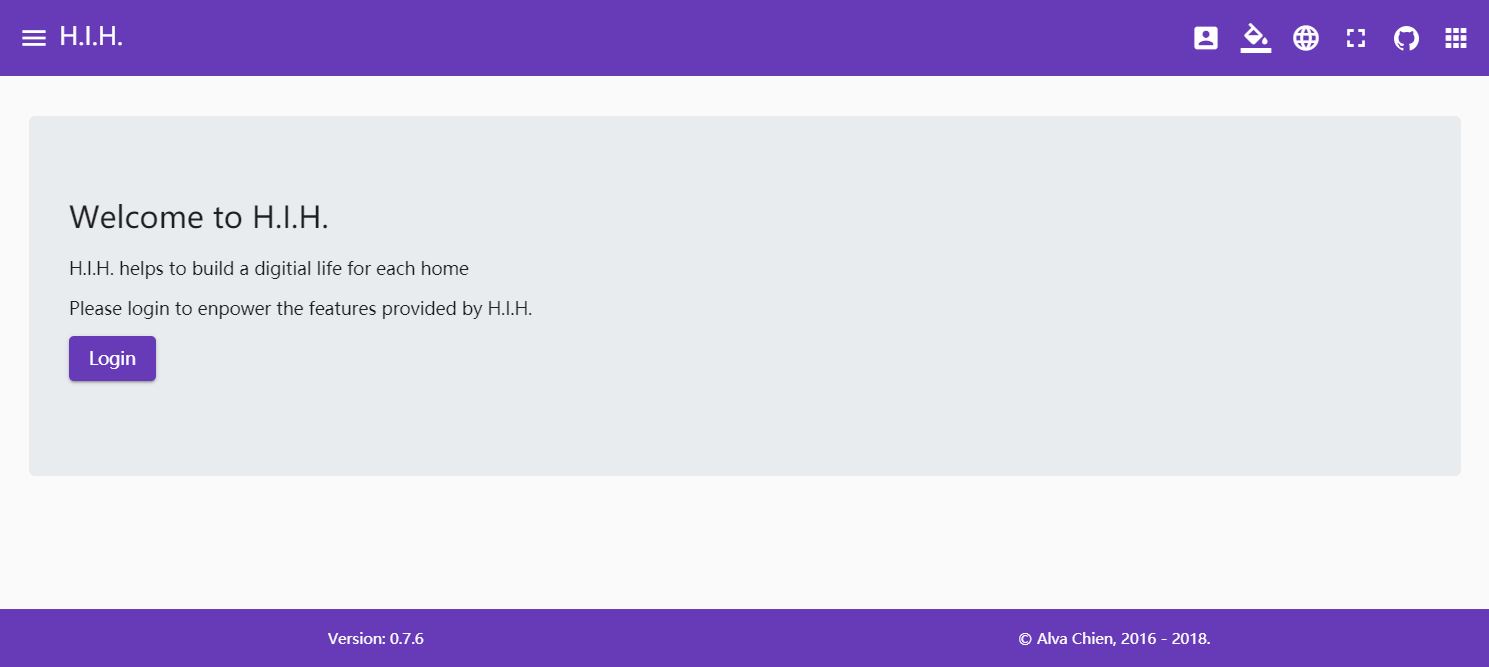 H.I.H.
Welcome to H.I.H.
H.I.H. helps to build a digitial life for each home
Please login to enpower the features provided by H.I.H.
Login
Version: 0.7.6
© Alva Chien, 2016 - 2018.